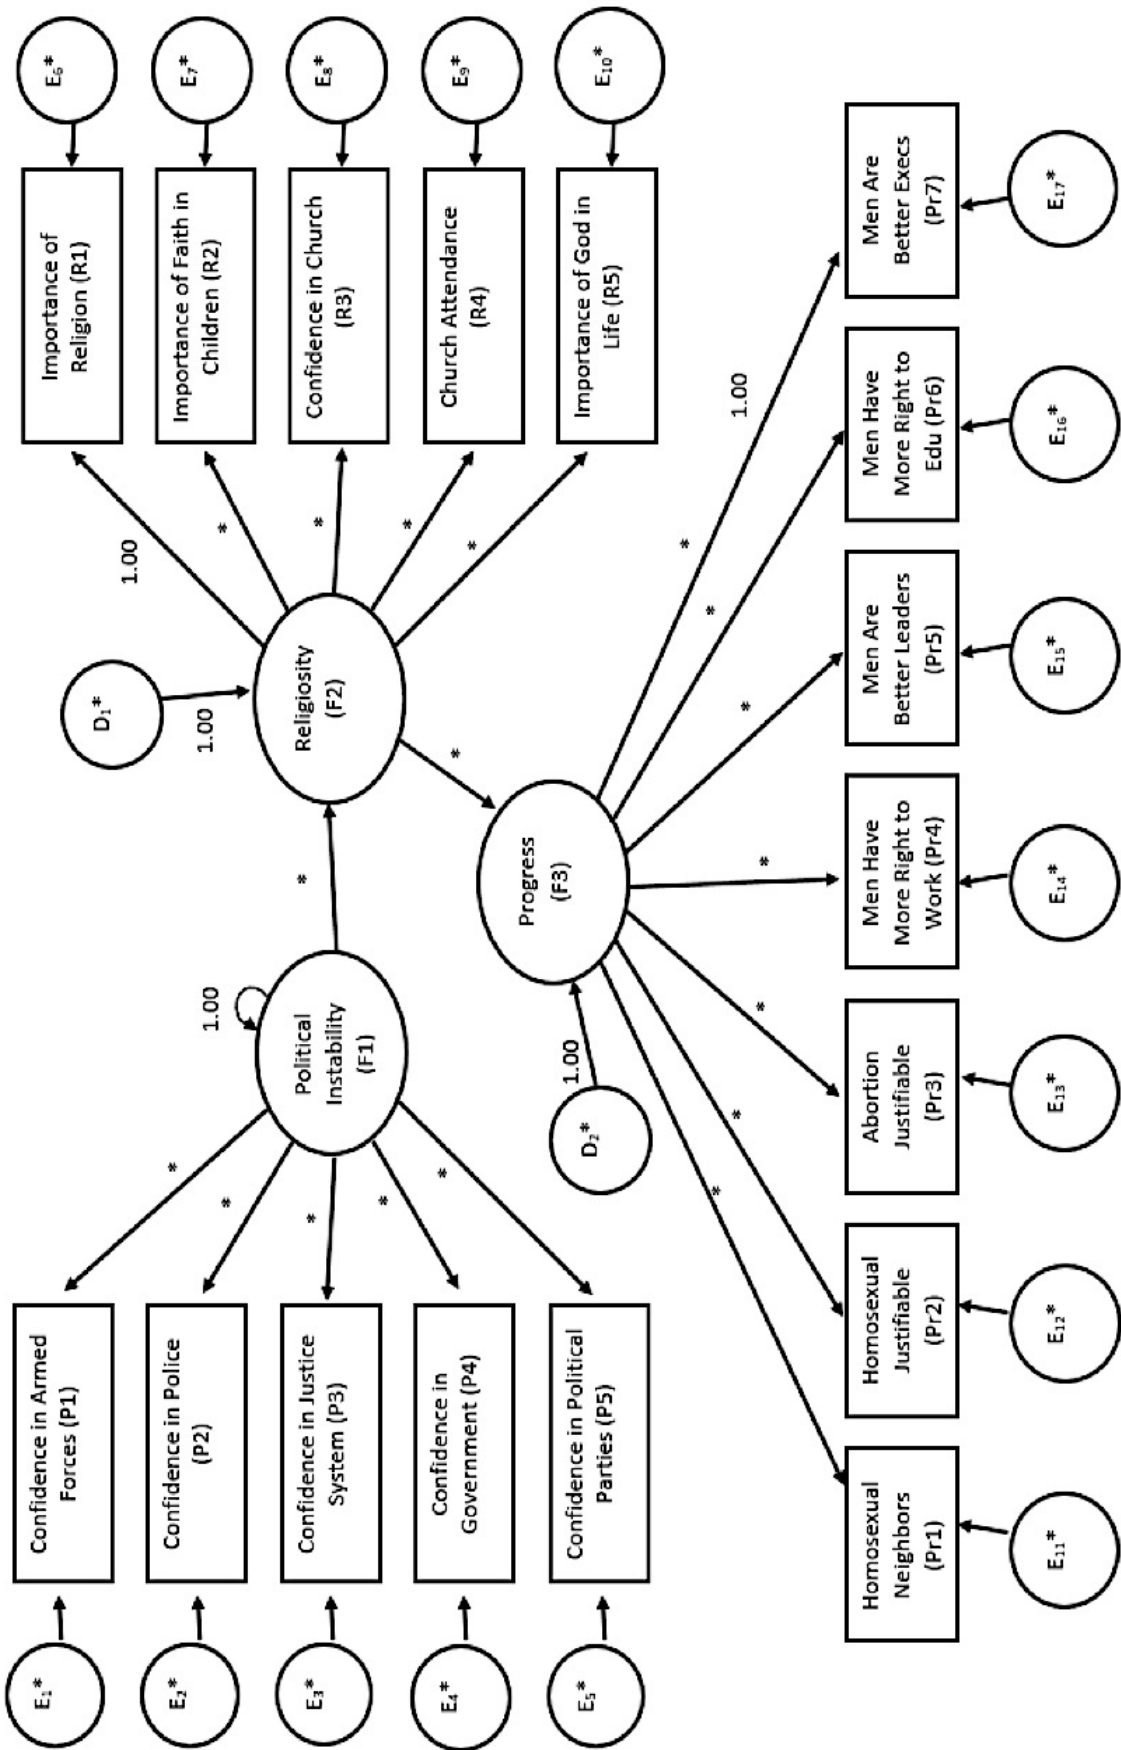 E₁*
Confidence in Armed
Forces (P1)
E₂*
Confidence in Police
(P2)
E₃*
Confidence in Justice
System (P3)
E₄*
Confidence in
Government (P4)
E₅*
Confidence in Political
Parties (P5)
*
*
*
*
*
1.00
Political
Instability
(F1)
*
D₁*
1.00
Religiosity
(F2)
1.00
*
*
*
*
Importance of
Religion (R1)
E₆*
Importance of Faith in
Children (R2)
E₇*
Confidence in Church
(R3)
E₈*
Church Attendance
(R4)
E₉*
Importance of God in
Life (R5)
E₁₀*
*
D₂*
1.00
Progress
(F3)
*
*
*
*
*
*
*
1.00
Homosexual
Neighbors
(Pr1)
Homosexual
Justifiable
(Pr2)
Abortion
Justifiable
(Pr3)
Men Have
More Right to
Work (Pr4)
Men Are
Better Leaders
(Pr5)
Men Have
More Right to
Edu (Pr6)
Men Are
Better Execs
(Pr7)
E₁₁*
E₁₂*
E₁₃*
E₁₄*
E₁₅*
E₁₆*
E₁₇*